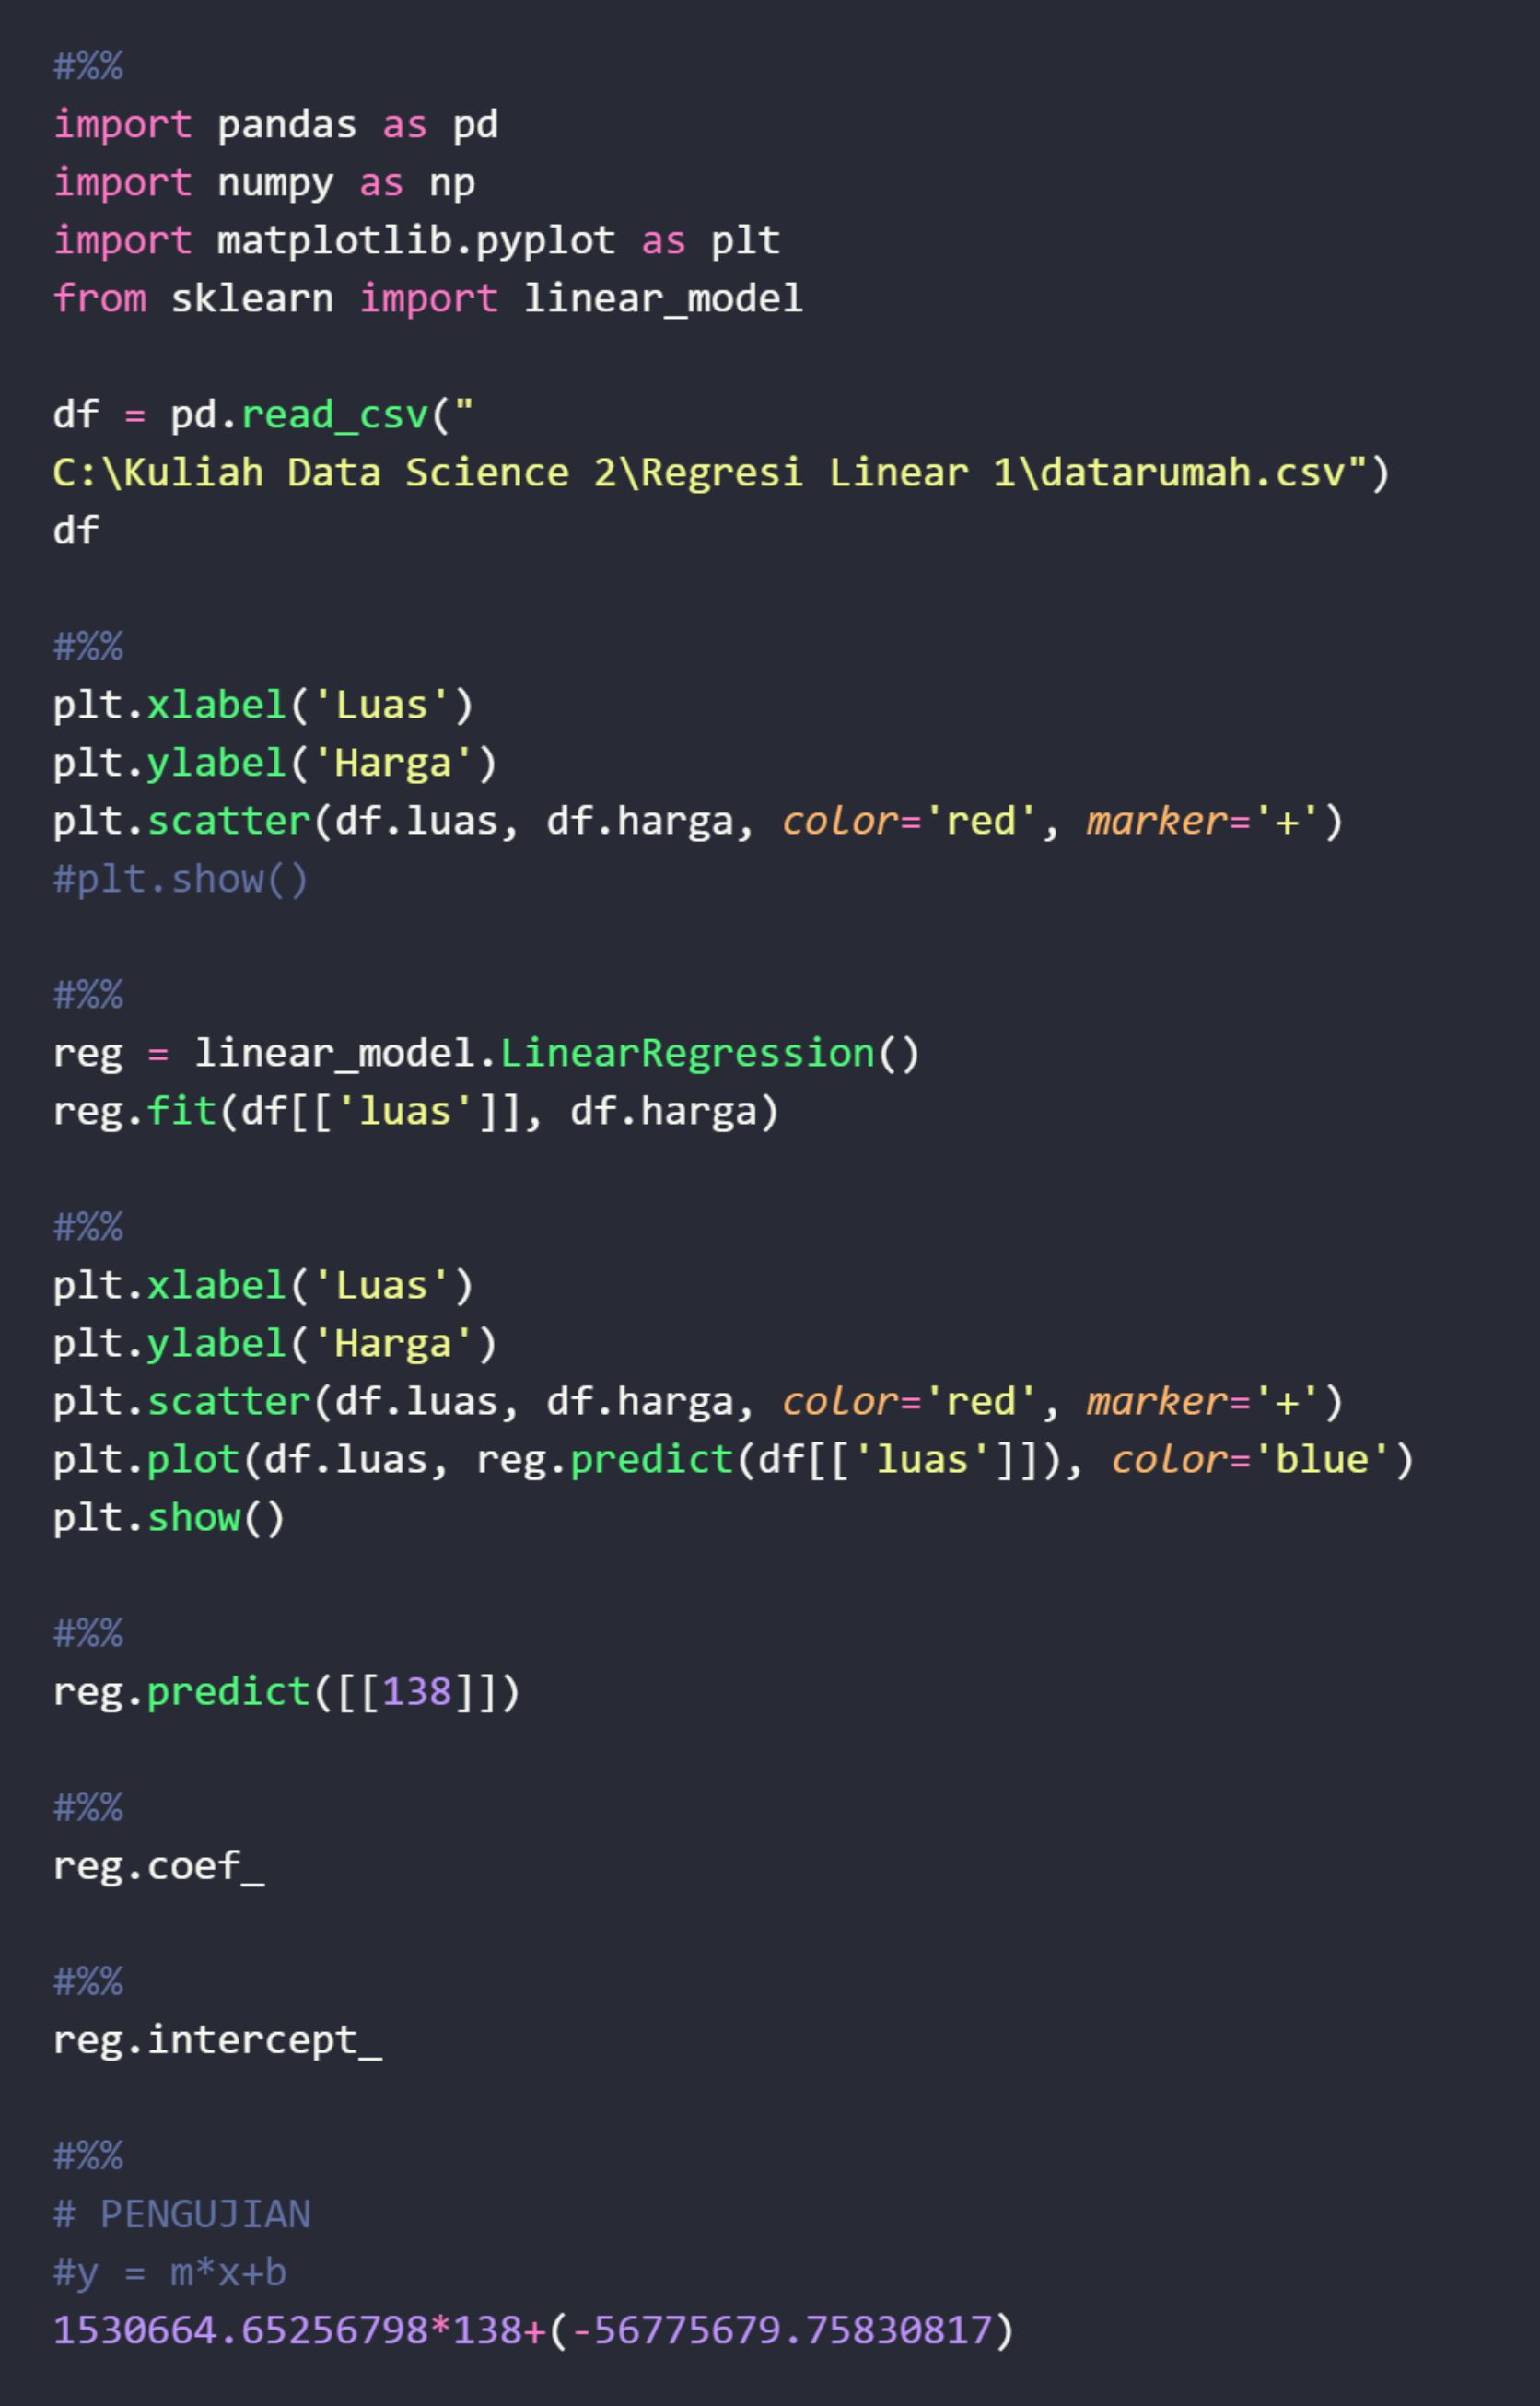 #%%
import pandas as pd
import numpy as np
import matplotlib.pyplot as plt
from sklearn import linear_model
df = pd.read_csv("
C:\Kuliah Data Science 2\Regresi Linear 1\datarumah.csv")
df
#%%
plt.xlabel('Luas')
plt.ylabel('Harga')
plt.scatter(df.luas, df.harga, color='red', marker='+')
#plt.show()
#%%
reg = linear_model.LinearRegression()
reg.fit(df[['luas']], df.harga)
#%%
plt.xlabel('Luas')
plt.ylabel('Harga')
plt.scatter(df.luas, df.harga, color='red', marker='+')
plt.plot(df.luas, reg.predict(df[['luas']]), color='blue')
plt.show()
#%%
reg.predict([[138]])
#%%
reg.coef_
#%%
reg.intercept_
#%%
# PENGUJIAN
#y = m*x+b
1530664.65256798*138+(-56775679.75830817)